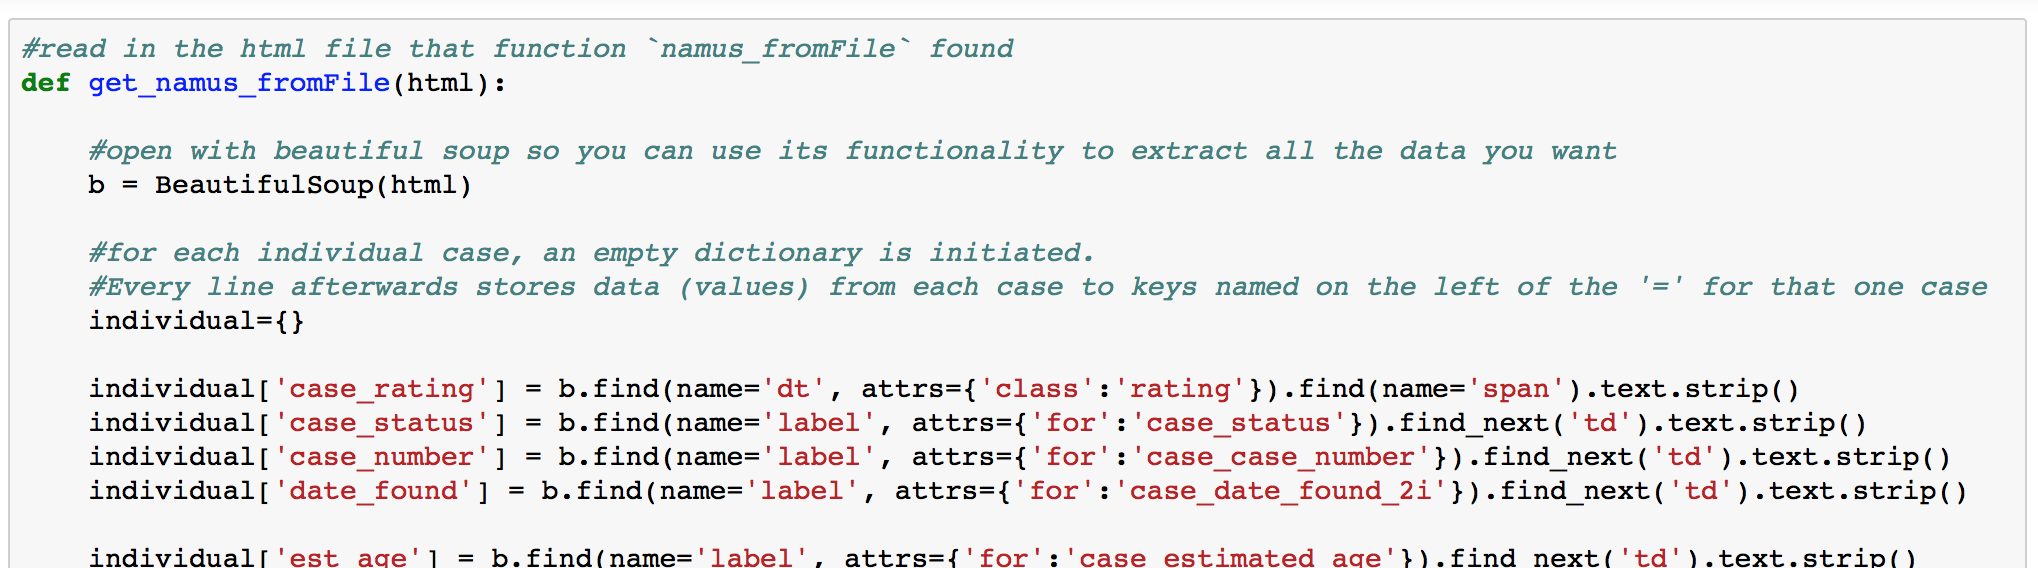 #read in the html file that function `namus_fromFile` found
def get_namus_fromFile(html):
#open with beautiful soup so you can use its functionality to extract all the data you want
b = BeautifulSoup(html)
#for each individual case, an empty dictionary is initiated.
#Every line afterwards stores data (values) from each case to keys named on the left of the '=' for that one case
individual={}
individual['case_rating'] = b.find(name='dt', attrs={'class':'rating'}).find(name='span').text.strip()
individual['case_status'] = b.find(name='label', attrs={'for':'case_status'}).find_next('td').text.strip()
individual['case_number'] = b.find(name='label', attrs={'for':'case_case_number'}).find_next('td').text.strip()
individual['date_found'] = b.find(name='label', attrs={'for':'case_date_found_2i'}).find_next('td').text.strip()
individual['est_age'] = b.find(name='label', attrs={'for':'case_estimated_age'}).find_next('td').text.strip()